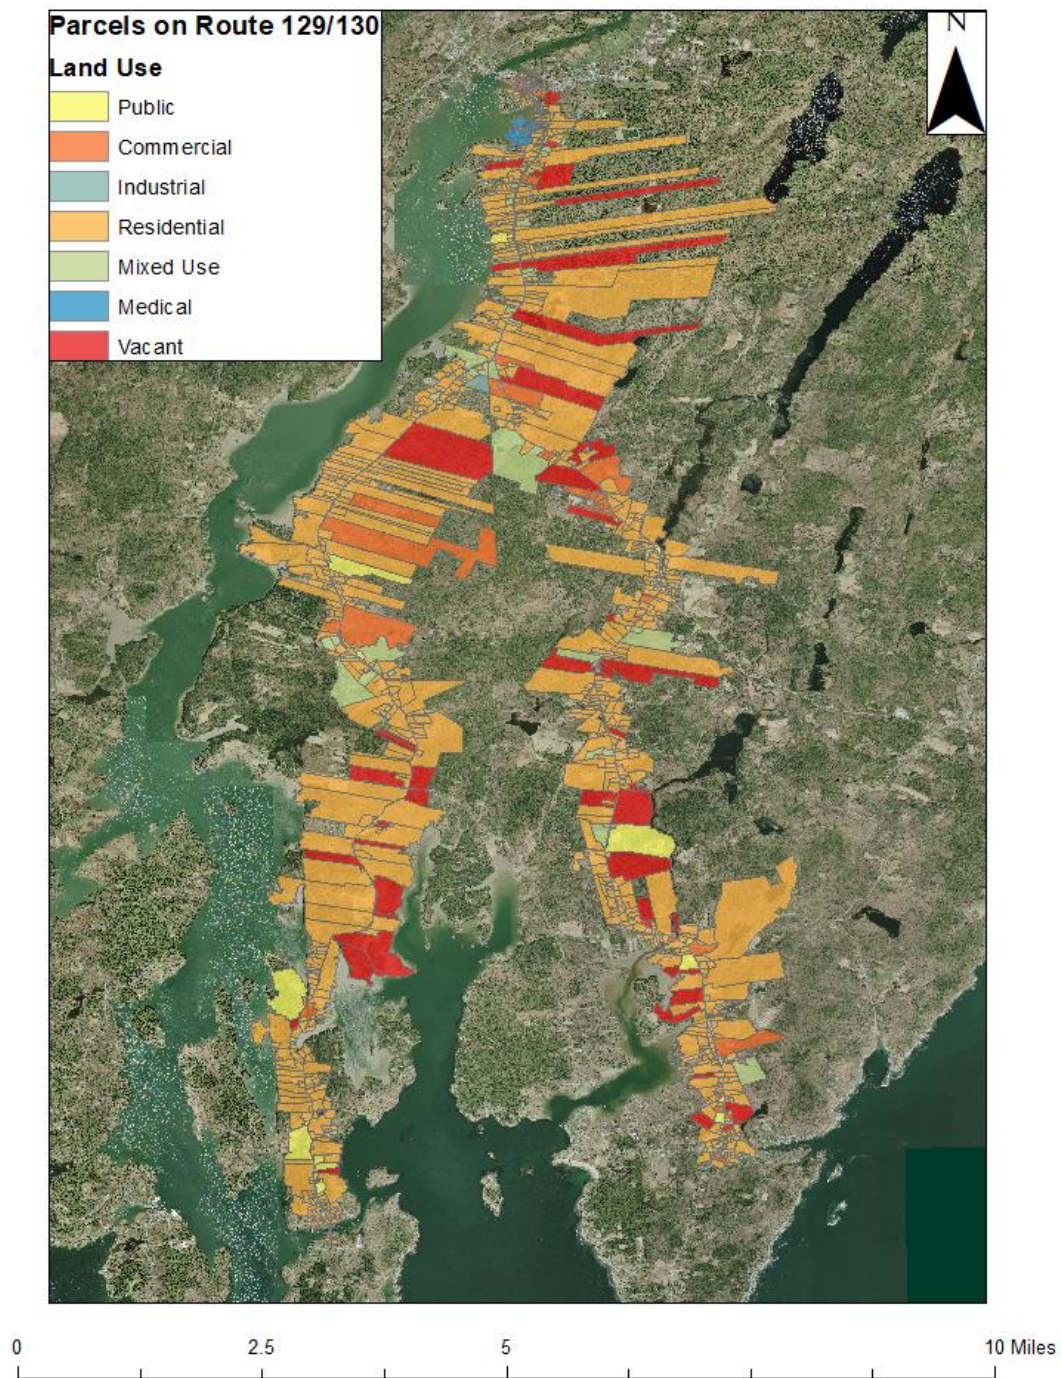 Parcels on Route 129/130
Land Use
Public
Commercial
Industrial
Residential
Mixed Use
Medical
Vacant
N
0 2.5 5 10 Miles